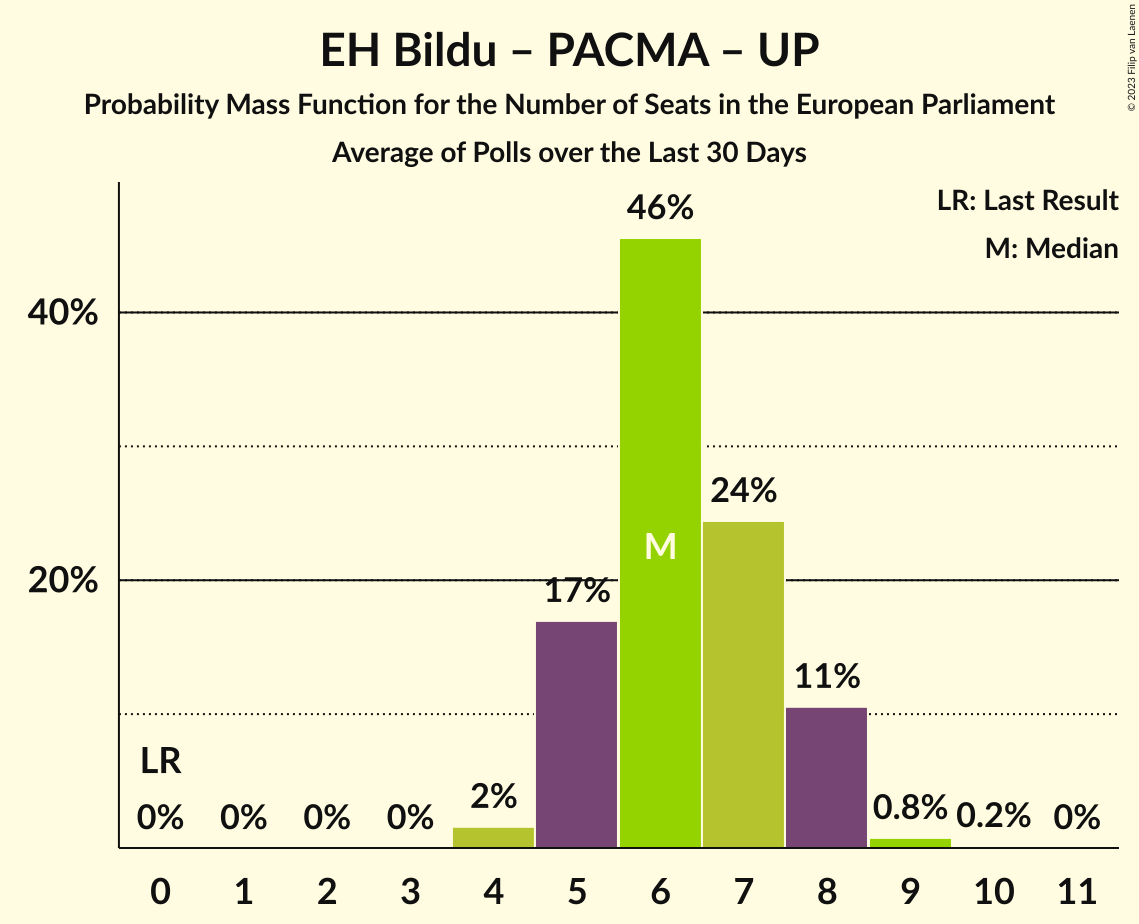 EH Bildu – PACMA – UP
Probability Mass Function for the Number of Seats in the European Parliament
Average of Polls over the Last 30 Days
© 2023 Filip van Laenen
LR: Last Result
M: Median
46%
40%
24%
M
20%
17%
11%
LR
2%
0% 0% 0% 0% 0.8% 0.2% 0%
0 1 2 3 4 5 6 7 8 9 10 11